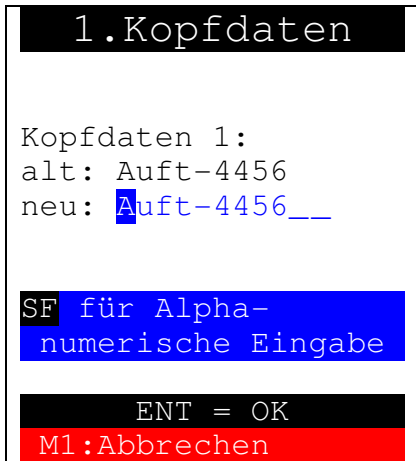 1.Kopfdaten
Kopfdaten 1:
alt: Auft-4456
neu: Auft-4456__
SF für Alpha-
numerische Eingabe
ENT = OK
M1:Abbrechen